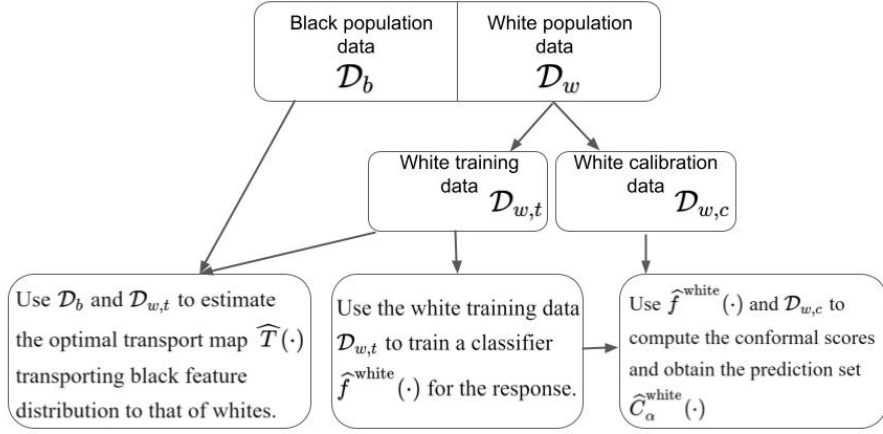 Black population
data
𝒟_b
White population
data
𝒟_w
White training
data
𝒟_{w,t}
White calibration
data
𝒟_{w,c}
Use 𝒟_b and 𝒟_{w,t} to estimate
the optimal transport map T̂(·)
transporting black feature
distribution to that of whites.
Use the white training data
𝒟_{w,t} to train a classifier
f̂^{white}(·) for the response.
Use f̂^{white}(·) and 𝒟_{w,c} to
compute the conformal scores
and obtain the prediction set
Ĉ_α^{white}(·)